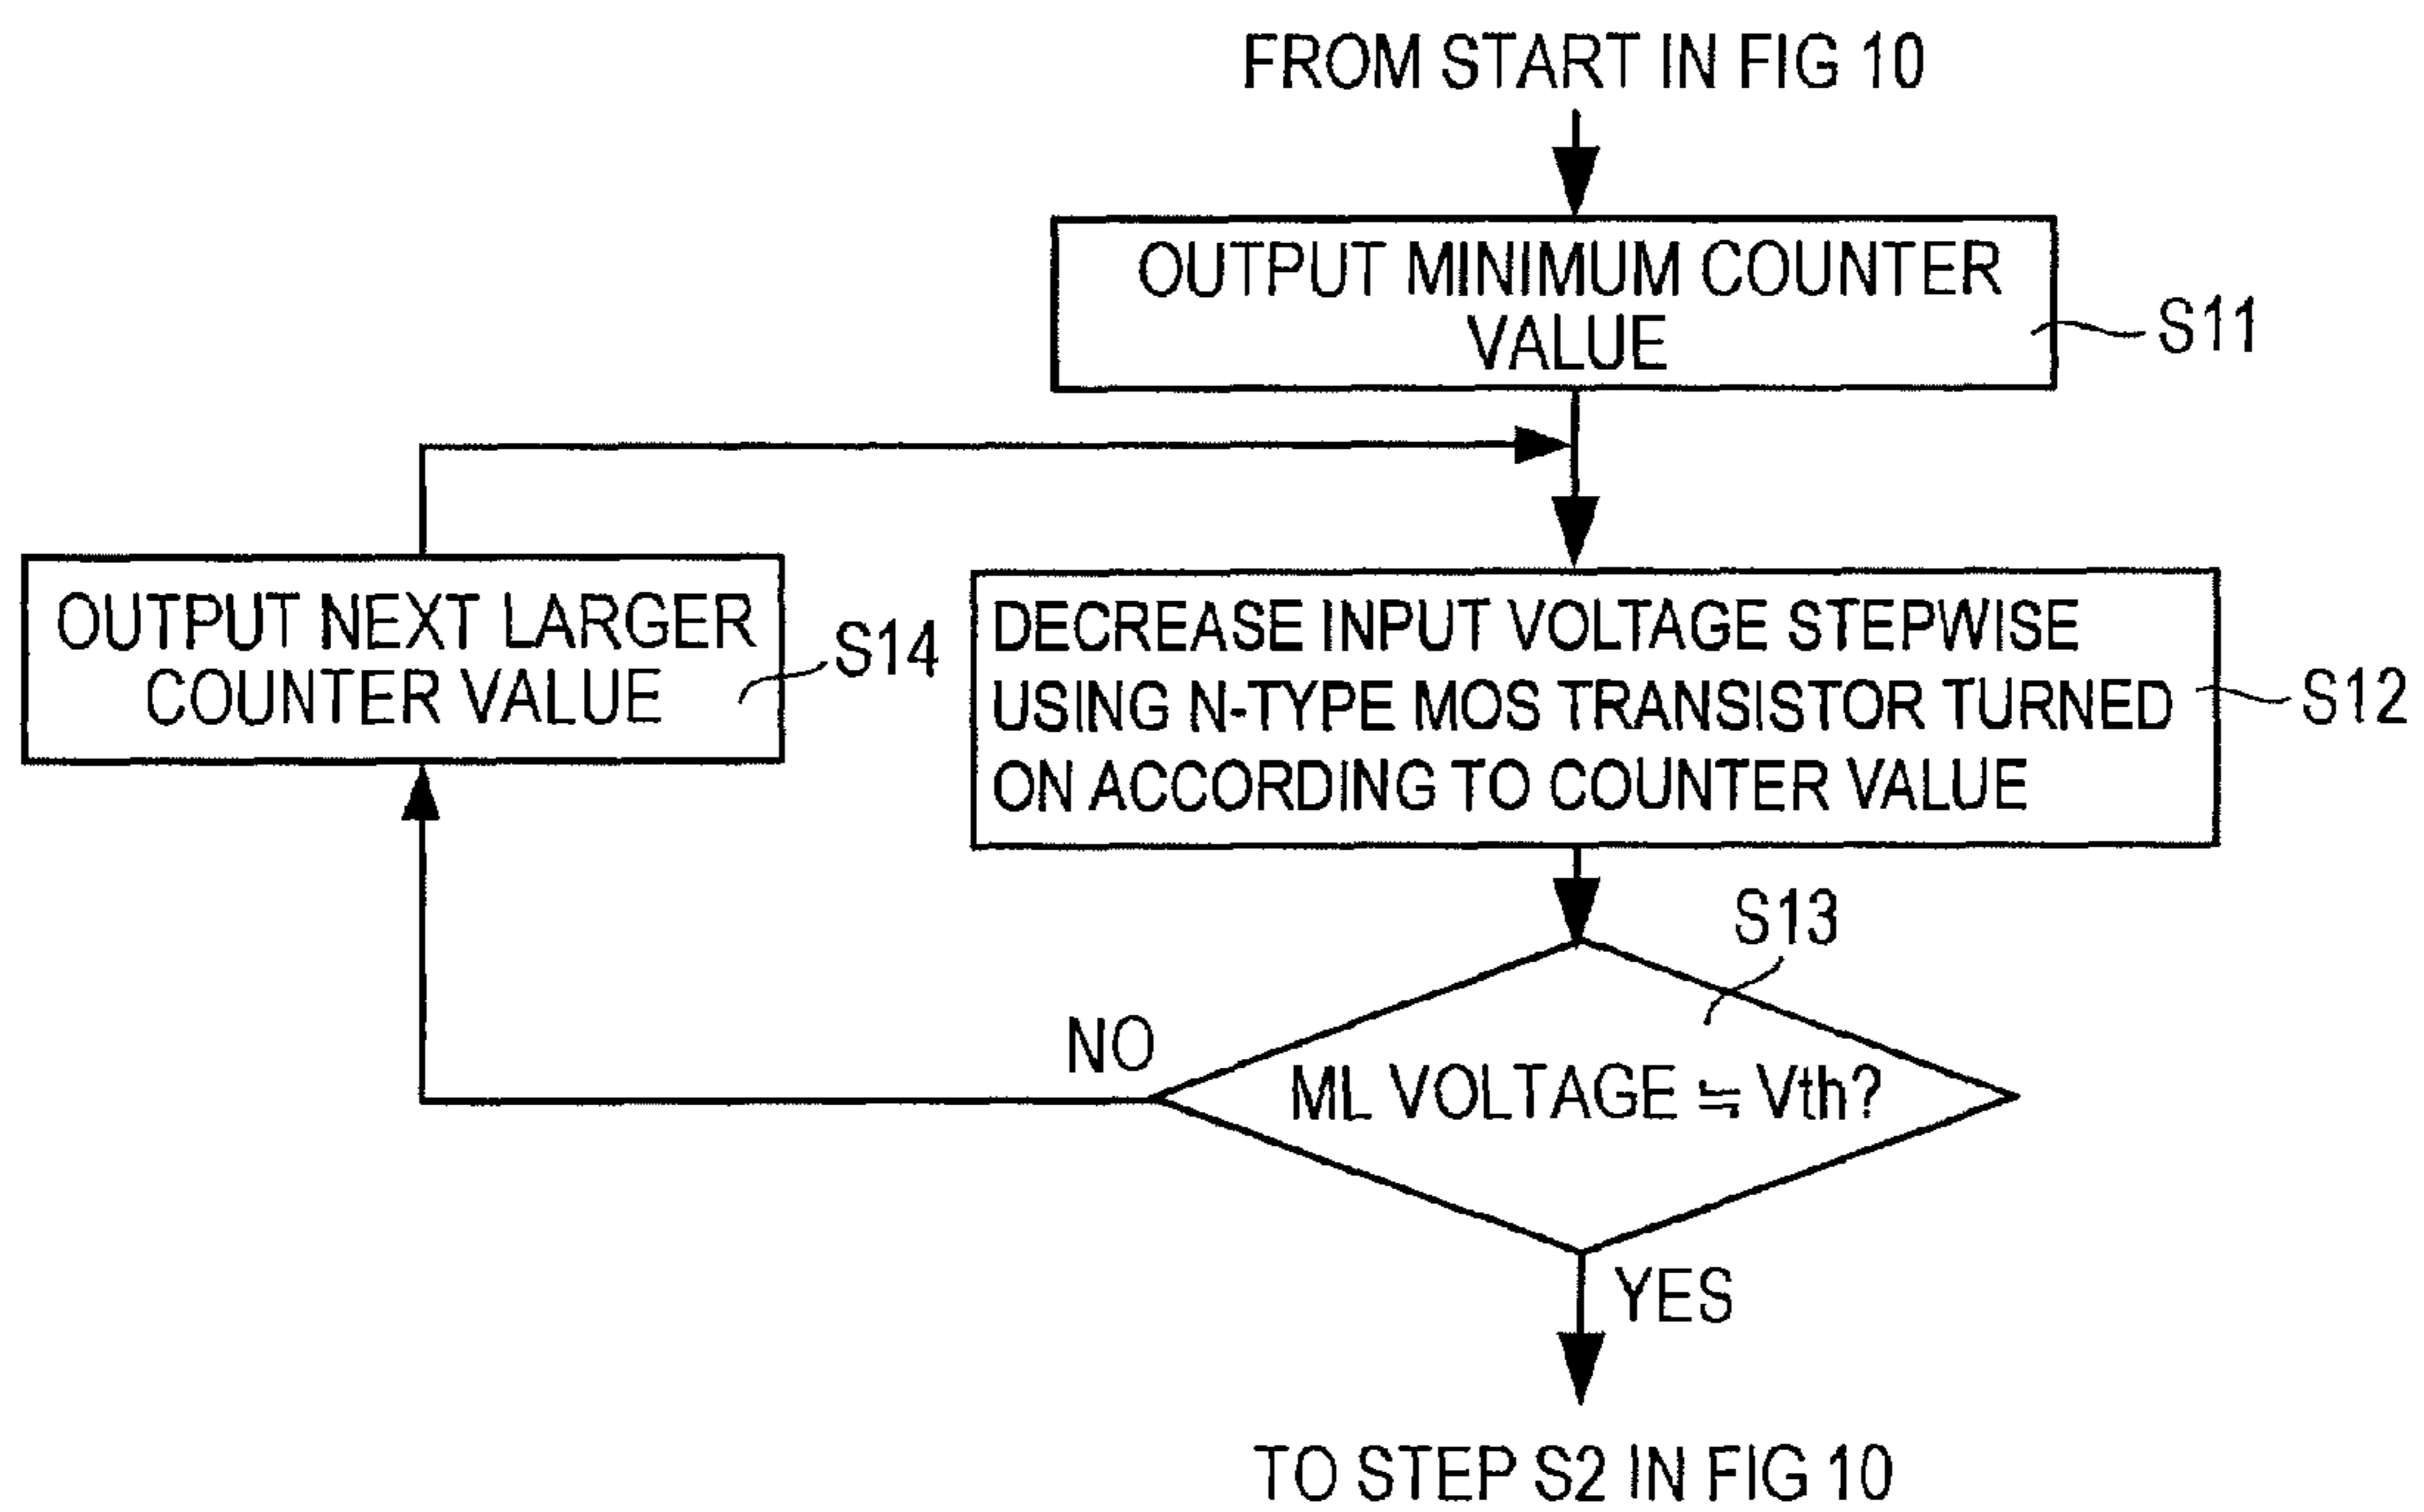 FROM START IN FIG 10
OUTPUT MINIMUM COUNTER
VALUE
S11
OUTPUT NEXT LARGER
COUNTER VALUE
S14
DECREASE INPUT VOLTAGE STEPWISE
USING N-TYPE MOS TRANSISTOR TURNED
ON ACCORDING TO COUNTER VALUE
S12
S13
NO
ML VOLTAGE ≒ Vth?
YES
TO STEP S2 IN FIG 10